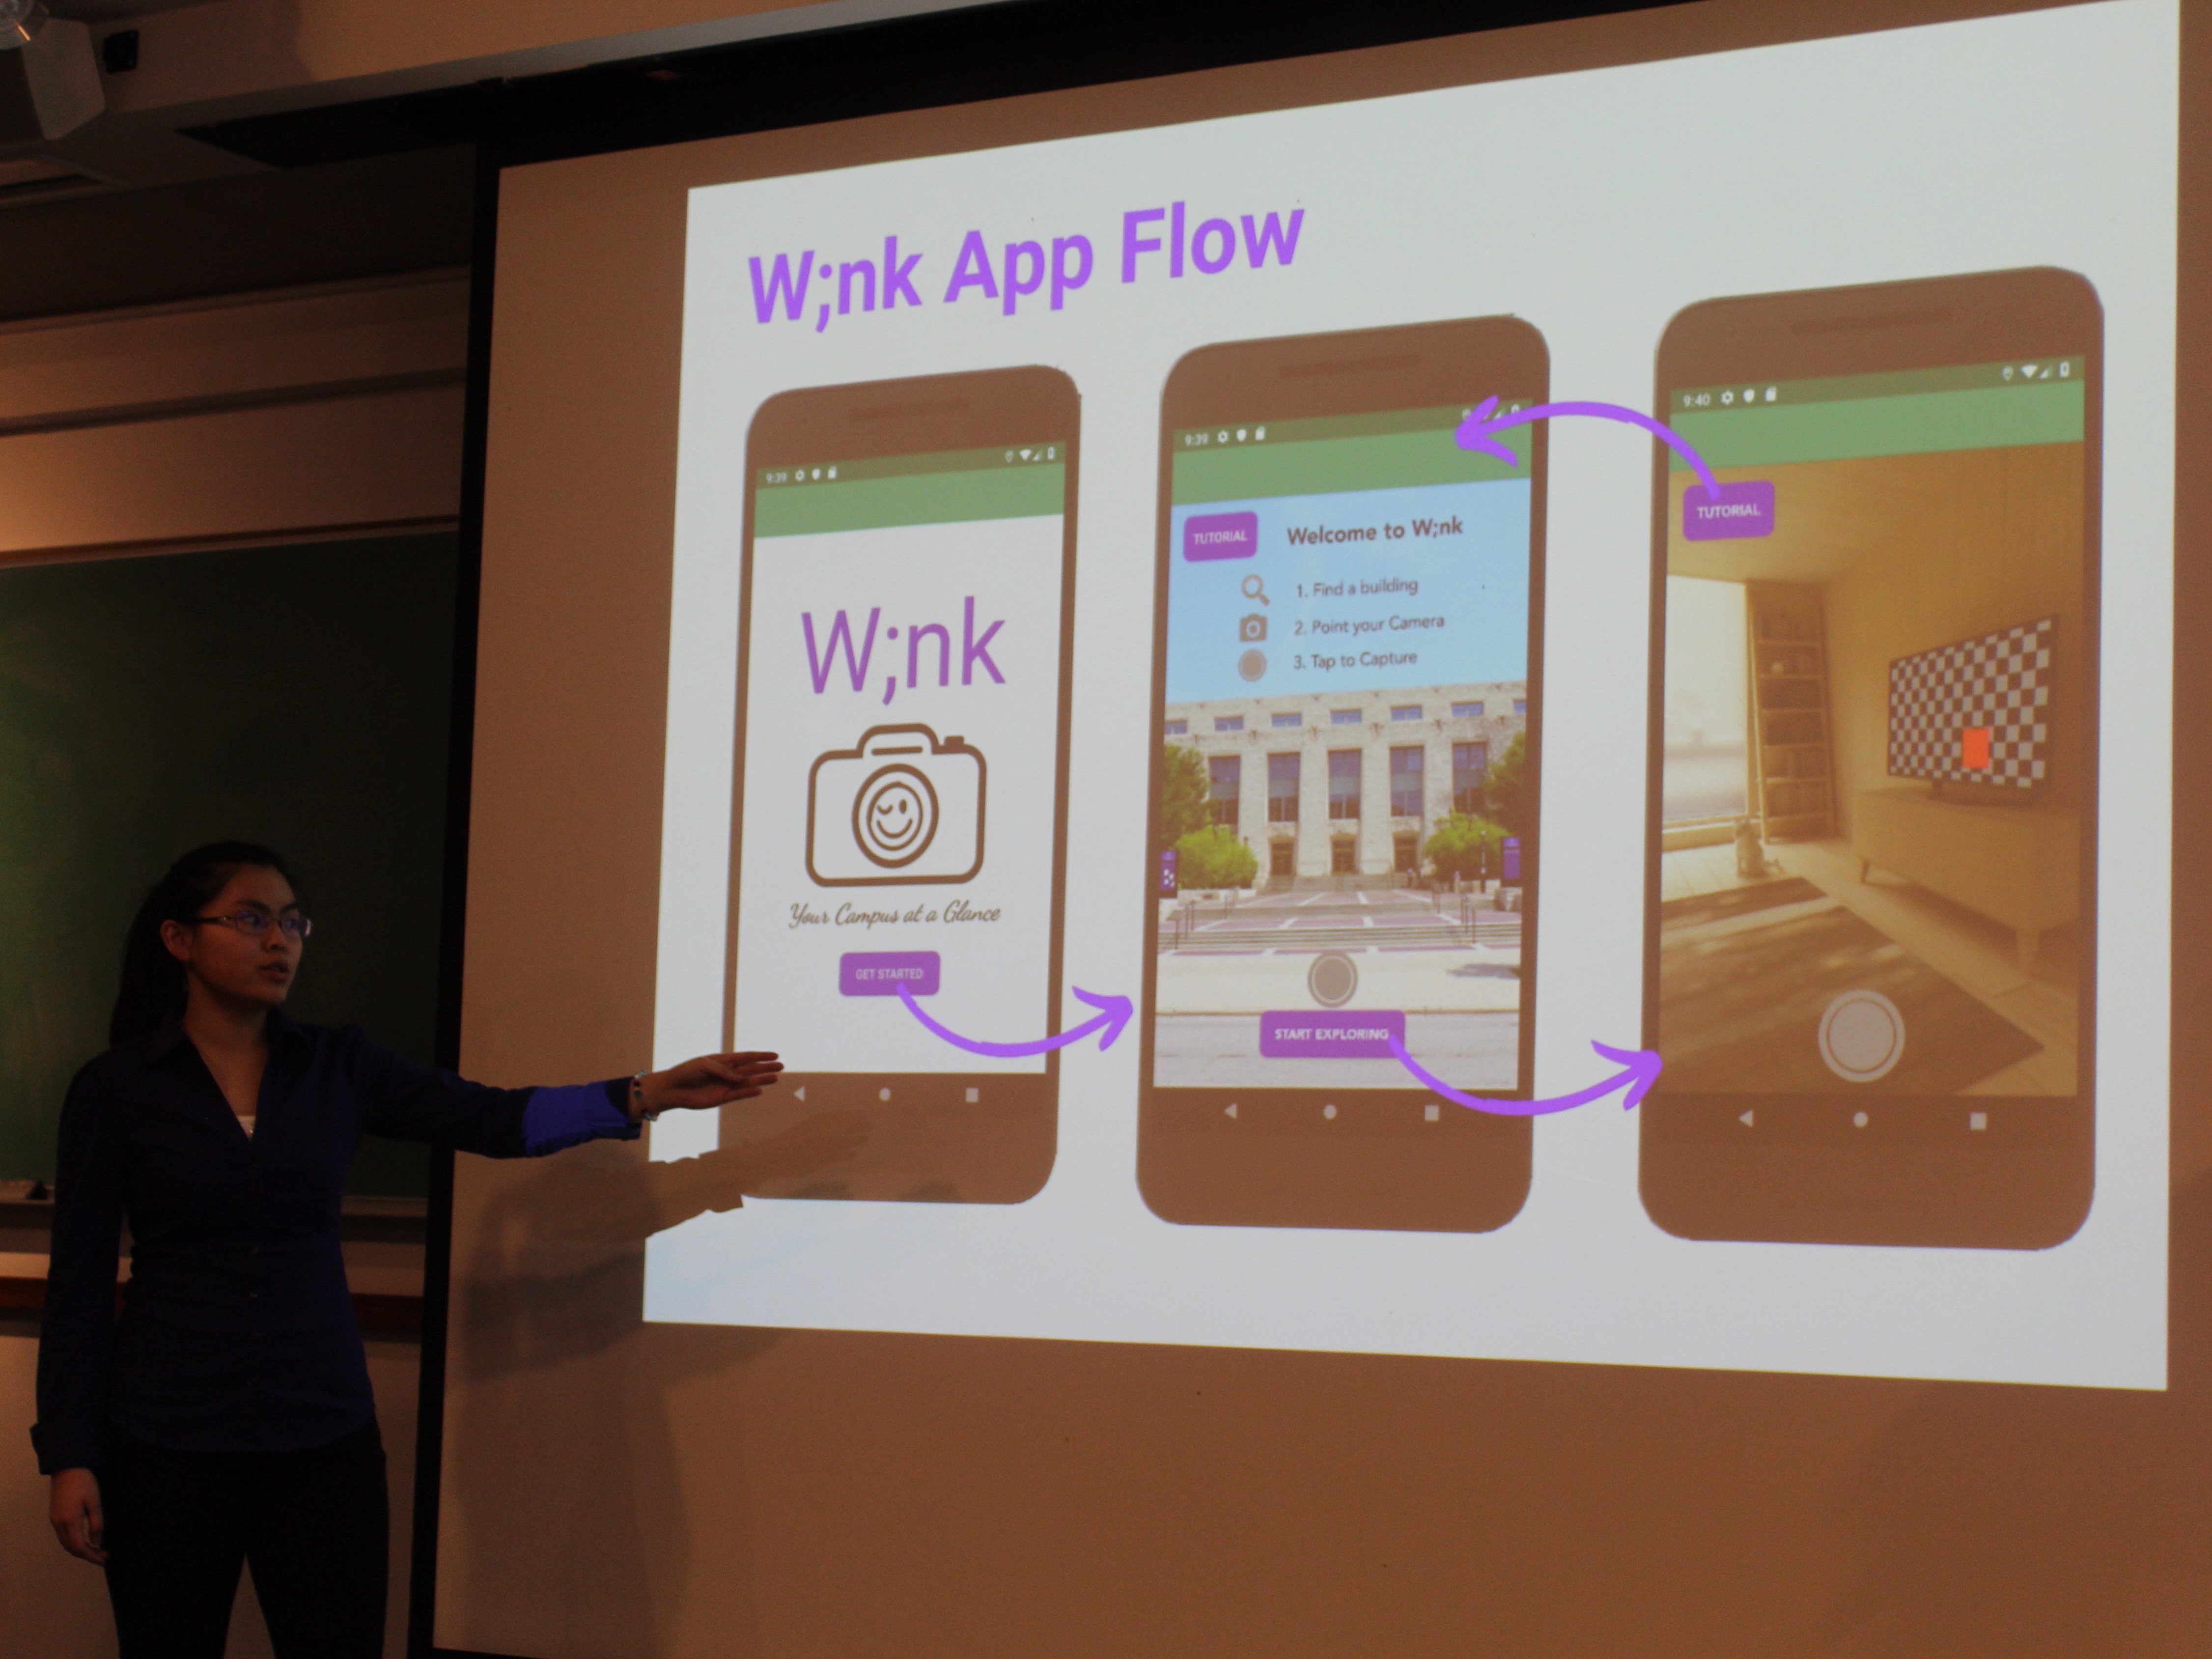 W;nk App Flow
9:39
W;nk
Your Campus at a Glance
GET STARTED
9:39
TUTORIAL
Welcome to W;nk
1. Find a building
2. Point your Camera
3. Tap to Capture
START EXPLORING
9:40
TUTORIAL